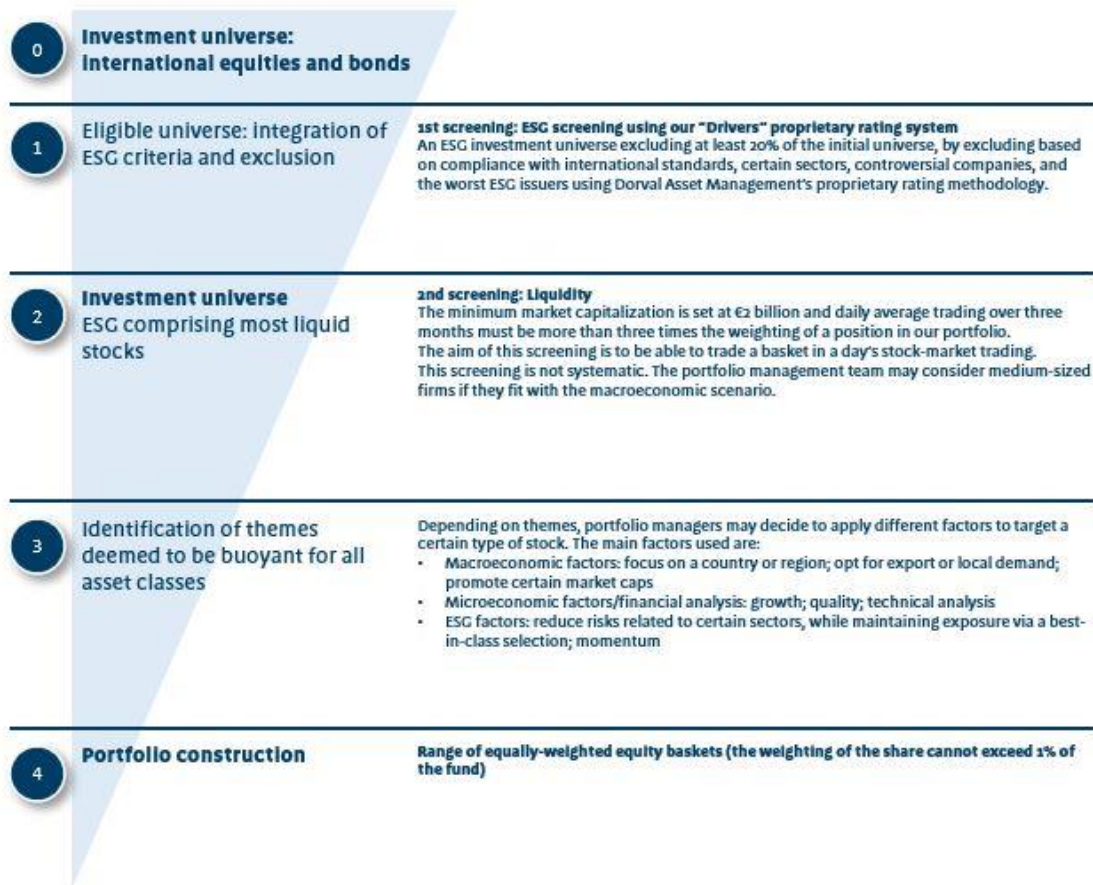 0
Investment universe:
international equities and bonds
1
Eligible universe: integration of
ESG criteria and exclusion
1st screening: ESG screening using our "Drivers" proprietary rating system
An ESG investment universe excluding at least 20% of the initial universe, by excluding based
on compliance with international standards, certain sectors, controversial companies, and
the worst ESG issuers using Dorval Asset Management's proprietary rating methodology.
2
Investment universe
ESG comprising most liquid
stocks
2nd screening: Liquidity
The minimum market capitalization is set at €2 billion and daily average trading over three
months must be more than three times the weighting of a position in our portfolio.
The aim of this screening is to be able to trade a basket in a day's stock-market trading.
This screening is not systematic. The portfolio management team may consider medium-sized
firms if they fit with the macroeconomic scenario.
3
Identification of themes
deemed to be buoyant for all
asset classes
Depending on themes, portfolio managers may decide to apply different factors to target a
certain type of stock. The main factors used are:
• Macroeconomic factors: focus on a country or region; opt for export or local demand;
promote certain market caps
• Microeconomic factors/financial analysis: growth; quality; technical analysis
• ESG factors: reduce risks related to certain sectors, while maintaining exposure via a best-
in-class selection; momentum
4
Portfolio construction
Range of equally-weighted equity baskets (the weighting of the share cannot exceed 1% of
the fund)